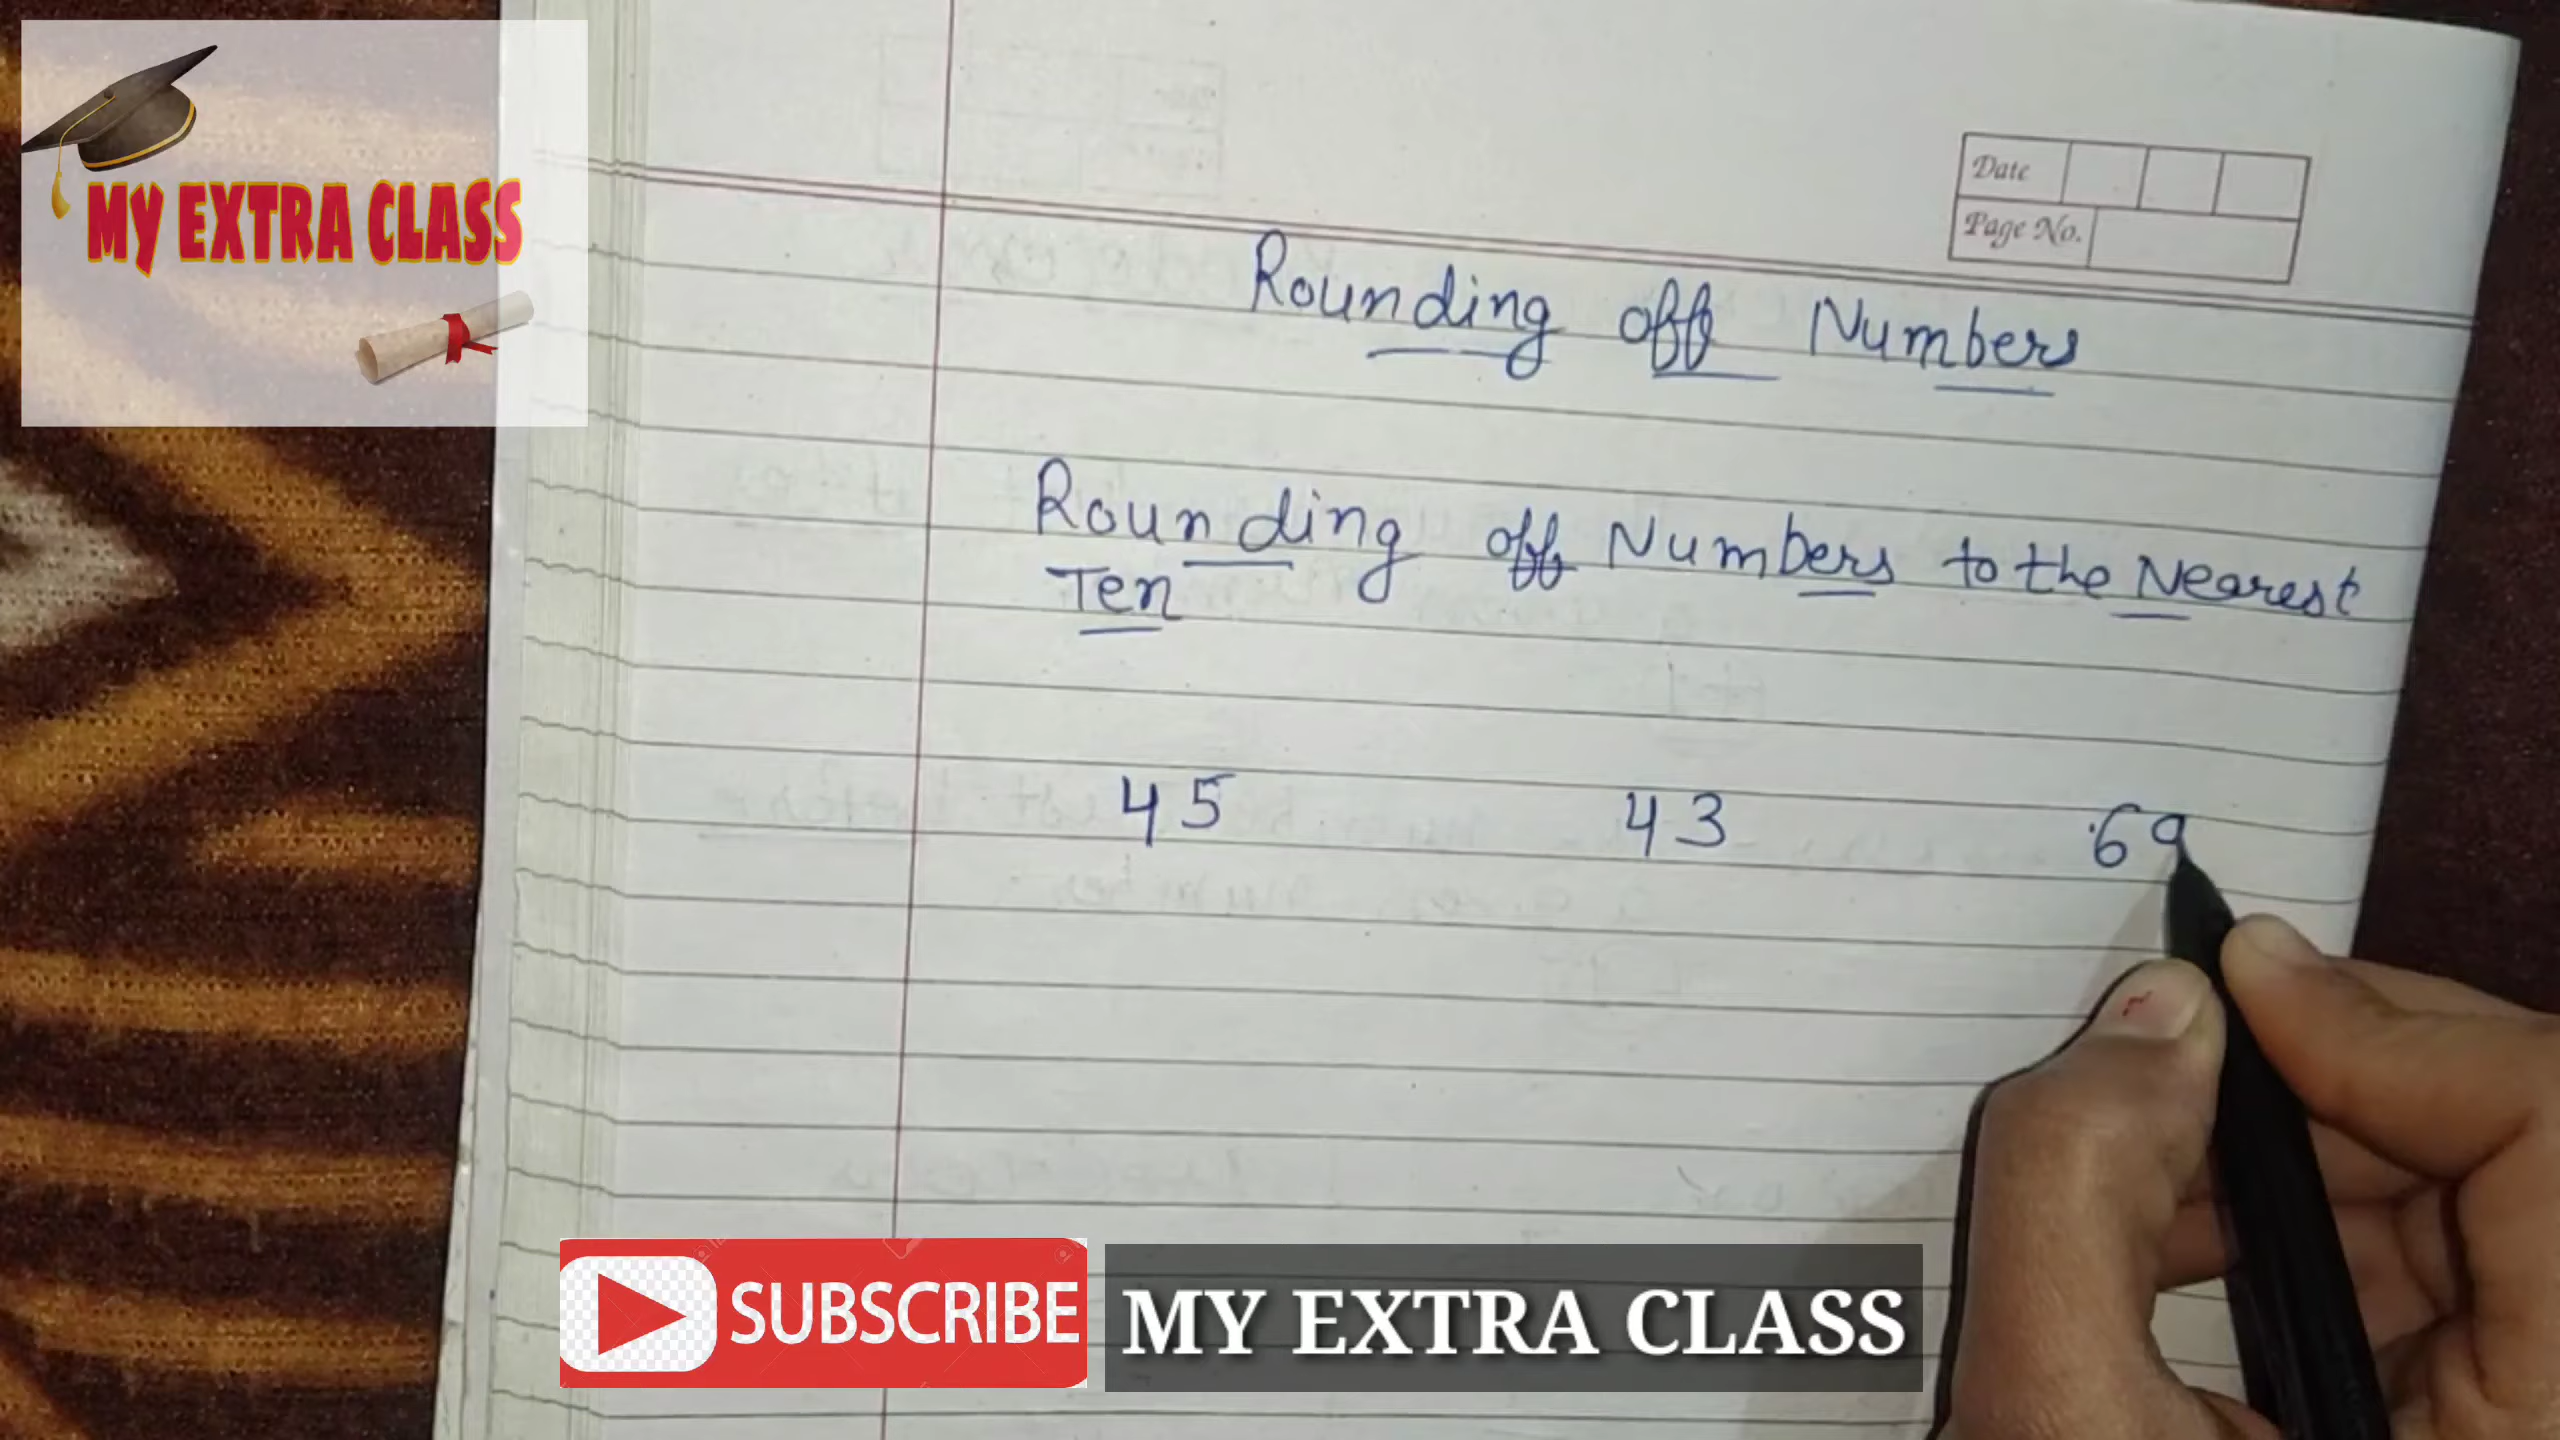 MY EXTRA CLASS
Date
Page No.
Rounding off Numbers
Rounding off Numbers to the Nearest
Ten
45 43 69
SUBSCRIBE MY EXTRA CLASS